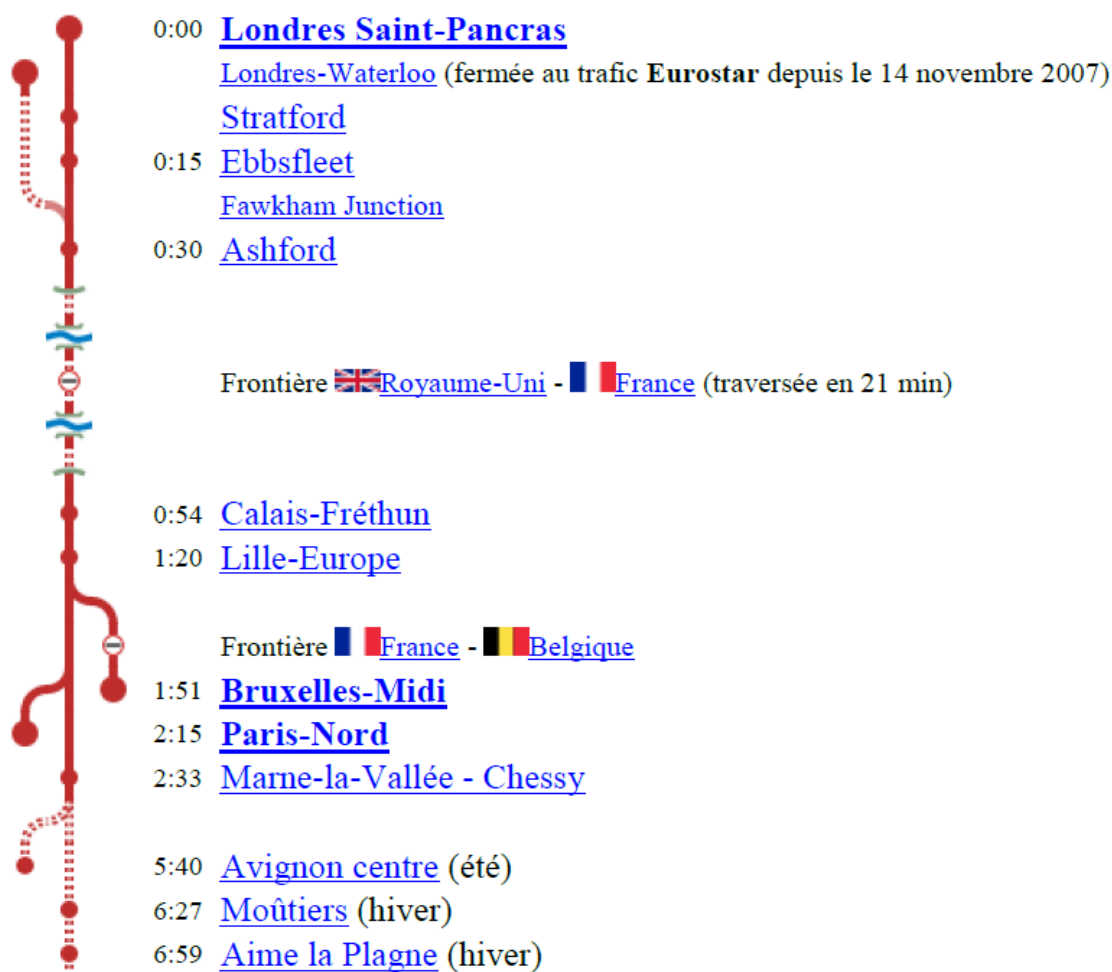 0:00 Londres Saint-Pancras
Londres-Waterloo (fermée au trafic Eurostar depuis le 14 novembre 2007)
Stratford
0:15 Ebbsfleet
Fawkham Junction
0:30 Ashford
Frontière Royaume-Uni - France (traversée en 21 min)
0:54 Calais-Fréthun
1:20 Lille-Europe
Frontière France - Belgique
1:51 Bruxelles-Midi
2:15 Paris-Nord
2:33 Marne-la-Vallée - Chessy
5:40 Avignon centre (été)
6:27 Moûtiers (hiver)
6:59 Aime la Plagne (hiver)